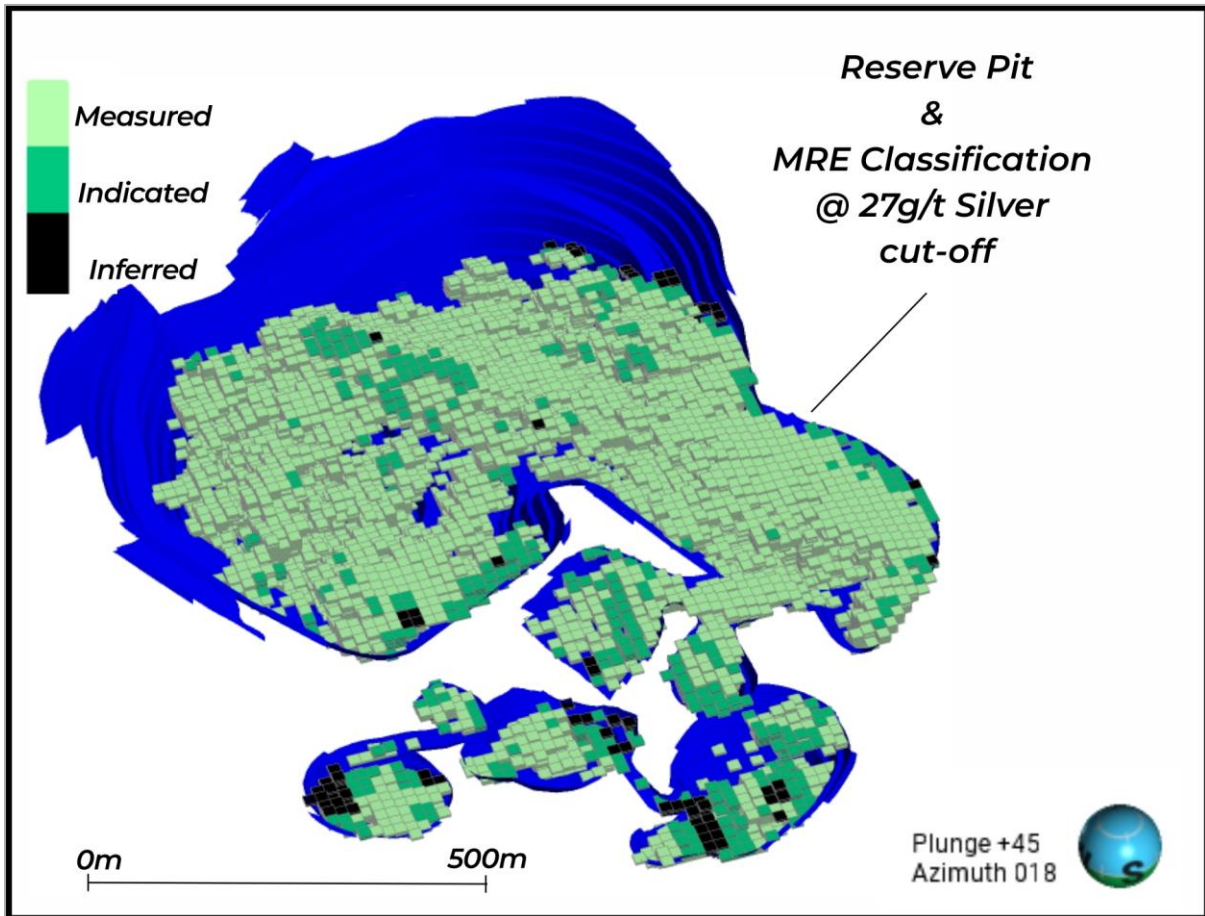 Measured
Indicated
Inferred
Reserve Pit
&
MRE Classification
@ 27g/t Silver
cut-off
0m
500m
Plunge +45
Azimuth 018
S